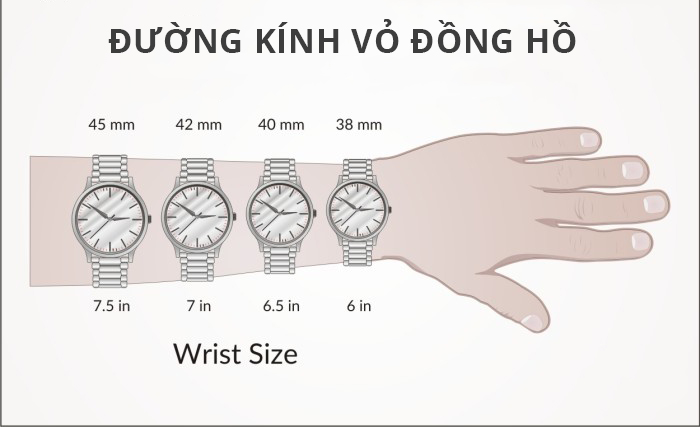 ĐƯỜNG KÍNH VỎ ĐỒNG HỒ
45 mm 42 mm 40 mm 38 mm
7.5 in 7 in 6.5 in 6 in
Wrist Size